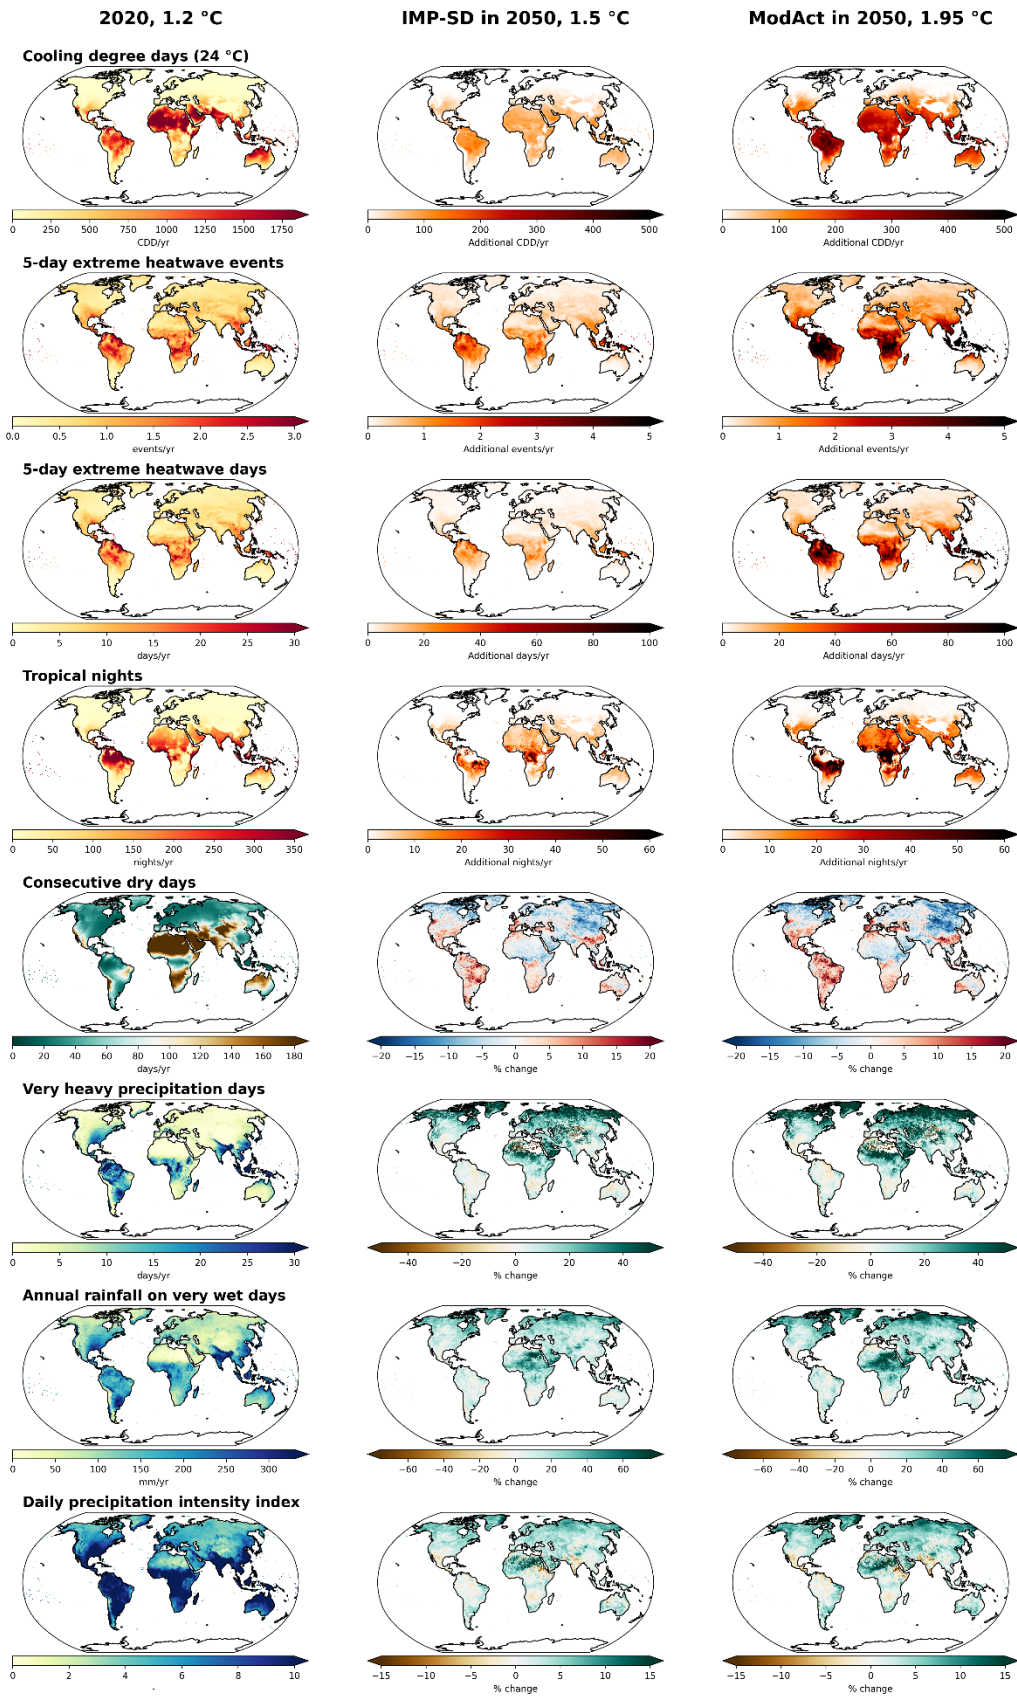 2020, 1.2 °C
IMP-SD in 2050, 1.5 °C
ModAct in 2050, 1.95 °C
Cooling degree days (24 °C)
0 250 500 750 1000 1250 1500 1750
CDD/yr
0 100 200 300 400 500
Additional CDD/yr
0 100 200 300 400 500
Additional CDD/yr
5-day extreme heatwave events
0.0 0.5 1.0 1.5 2.0 2.5 3.0
events/yr
0 1 2 3 4 5
Additional events/yr
0 1 2 3 4 5
Additional events/yr
5-day extreme heatwave days
0 5 10 15 20 25 30
days/yr
0 20 40 60 80 100
Additional days/yr
0 20 40 60 80 100
Additional days/yr
Tropical nights
0 50 100 150 200 250 300 350
nights/yr
0 10 20 30 40 50 60
Additional nights/yr
0 10 20 30 40 50 60
Additional nights/yr
Consecutive dry days
0 20 40 60 80 100 120 140 160 180
days/yr
−20 −15 −10 −5 0 5 10 15 20
% change
−20 −15 −10 −5 0 5 10 15 20
% change
Very heavy precipitation days
0 5 10 15 20 25 30
days/yr
−40 −20 0 20 40
% change
−40 −20 0 20 40
% change
Annual rainfall on very wet days
0 50 100 150 200 250 300
mm/yr
−60 −40 −20 0 20 40 60
% change
−60 −40 −20 0 20 40 60
% change
Daily precipitation intensity index
0 2 4 6 8 10
-
−15 −10 −5 0 5 10 15
% change
−15 −10 −5 0 5 10 15
% change